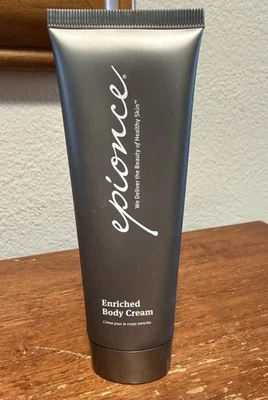 epionce®
We Deliver the Beauty of Healthy Skin™
Enriched
Body Cream
Crème pour le corps enrichie